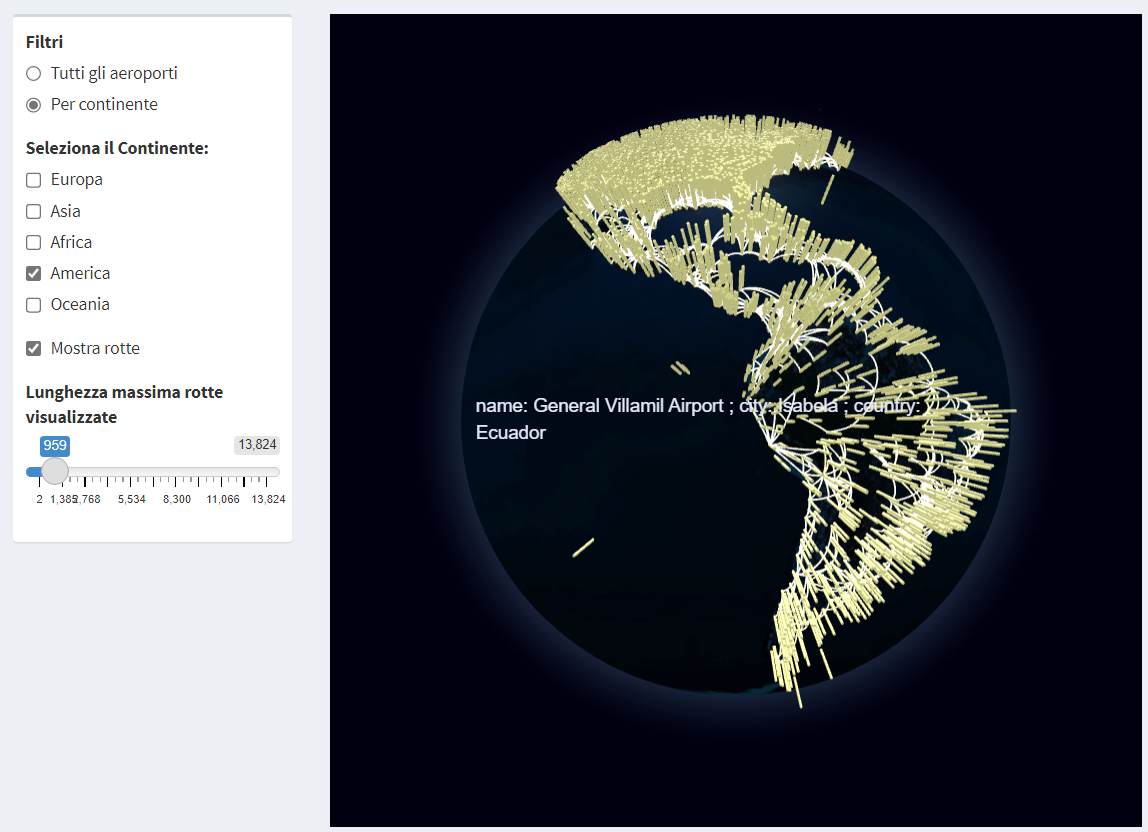 Filtri
Tutti gli aeroporti
Per continente
Seleziona il Continente:
Europa
Asia
Africa
America
Oceania
Mostra rotte
Lunghezza massima rotte
visualizzate
959 13,824
2 1,385 2,768 5,534 8,300 11,066 13,824
name: General Villamil Airport ; city: Isabela ; country:
Ecuador